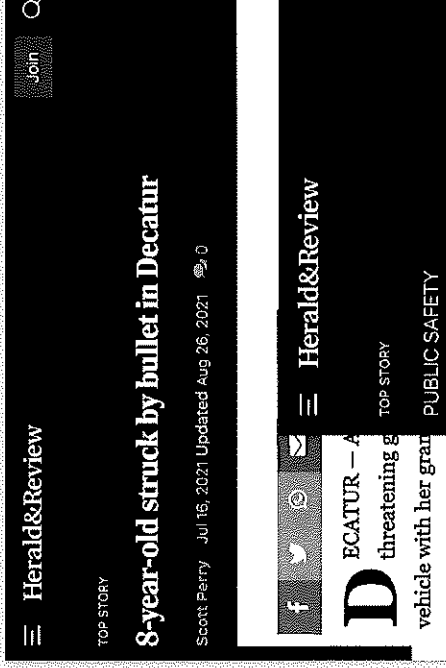 Herald&Review
Join
TOP STORY
8-year-old struck by bullet in Decatur
Scott Perry Jul 16, 2021 Updated Aug 26, 2021 0
f
DECATUR — A
threatening g
vehicle with her gran
Herald&Review
TOP STORY
PUBLIC SAFETY